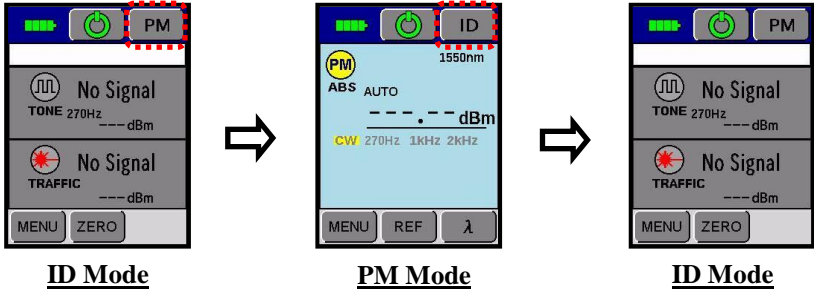 PM
No Signal
TONE 270Hz
---dBm
No Signal
TRAFFIC
---dBm
MENU ZERO
ID Mode
ID
PM
1550nm
ABS AUTO
---.--dBm
CW 270Hz 1kHz 2kHz
MENU REF λ
PM Mode
PM
No Signal
TONE 270Hz
---dBm
No Signal
TRAFFIC
---dBm
MENU ZERO
ID Mode